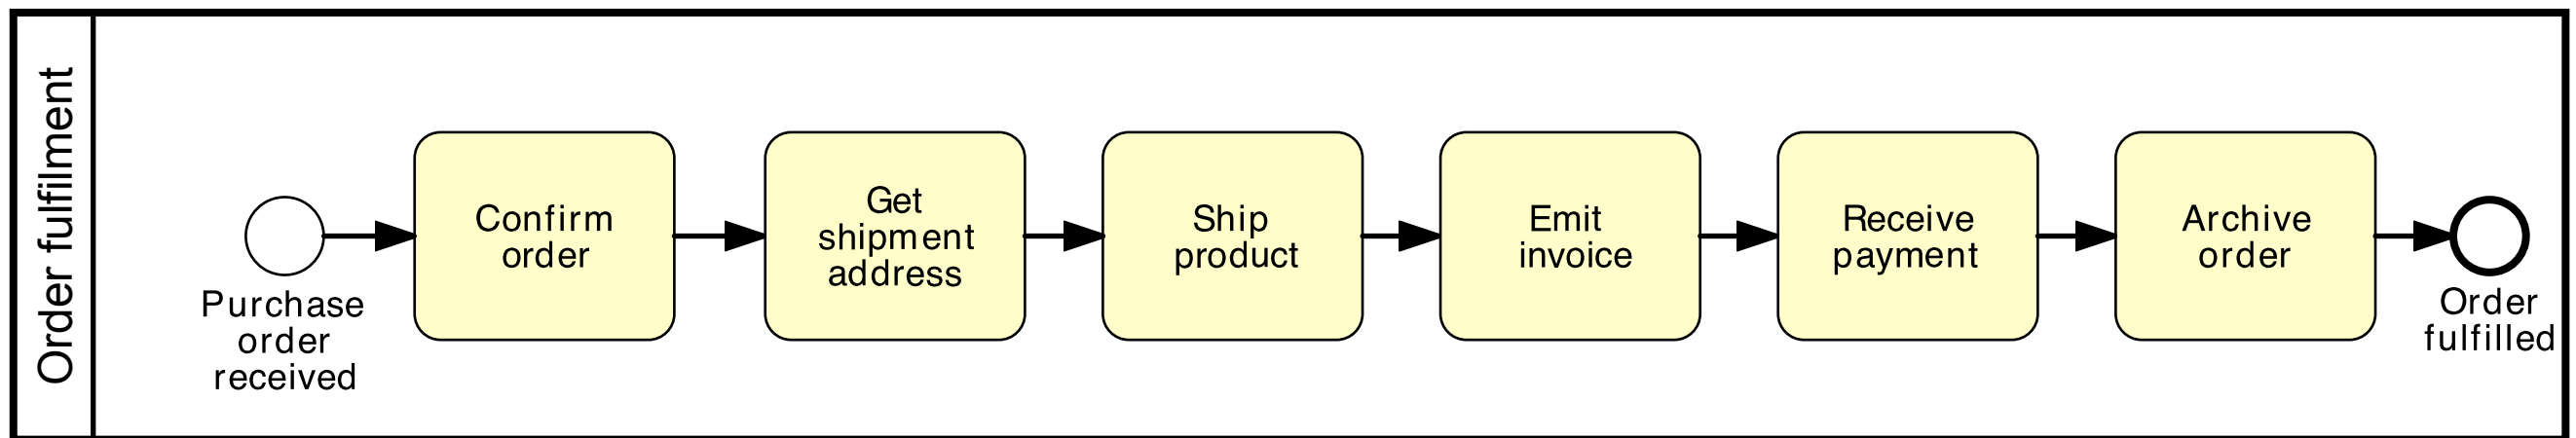 Order fulfilment
Purchase
order
received
Confirm
order
Get
shipment
address
Ship
product
Emit
invoice
Receive
payment
Archive
order
Order
fulfilled